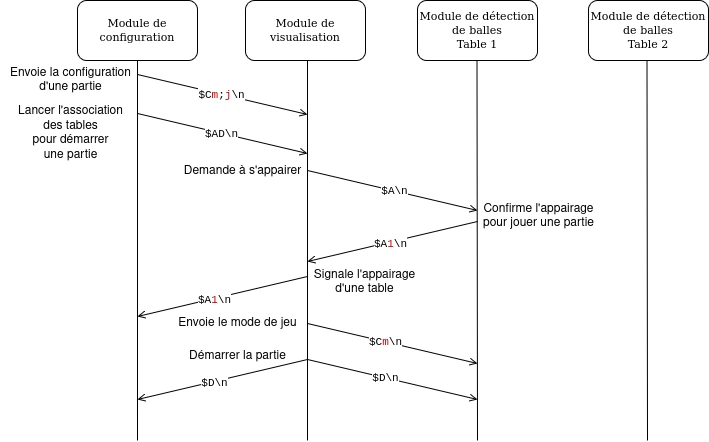 Module de
configuration
Module de
visualisation
Module de détection
de balles
Table 1
Module de détection
de balles
Table 2
Envoie la configuration
d'une partie
$Cm;j\n
Lancer l'association
des tables
pour démarrer
une partie
$AD\n
Demande à s'appairer
$A\n
Confirme l'appairage
pour jouer une partie
$A1\n
Signale l'appairage
d'une table
$A1\n
Envoie le mode de jeu
$Cm\n
Démarrer la partie
$D\n
$D\n